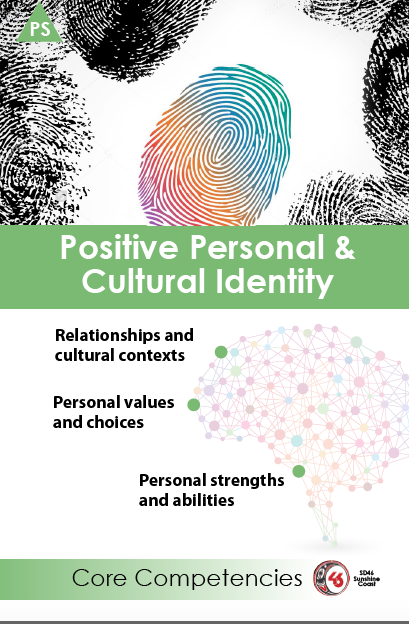 PS
Positive Personal &
Cultural Identity
Relationships and
cultural contexts
Personal values
and choices
Personal strengths
and abilities
Core Competencies
46
SD46
Sunshine
Coast